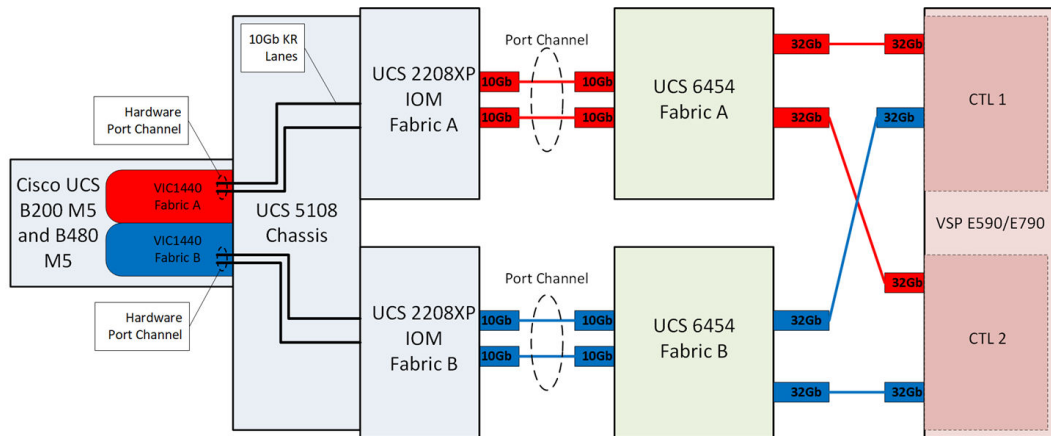 10Gb KR
Lanes
Hardware
Port Channel
Cisco UCS
B200 M5
and B480
M5
VIC1440
Fabric A
VIC1440
Fabric B
Hardware
Port Channel
UCS 5108
Chassis
UCS 2208XP
IOM
Fabric A
10Gb
10Gb
Port Channel
10Gb
10Gb
UCS 6454
Fabric A
32Gb
32Gb
32Gb
32Gb
CTL 1
VSP E590/E790
UCS 2208XP
IOM
Fabric B
10Gb
10Gb
Port Channel
10Gb
10Gb
UCS 6454
Fabric B
32Gb
32Gb
32Gb
32Gb
CTL 2